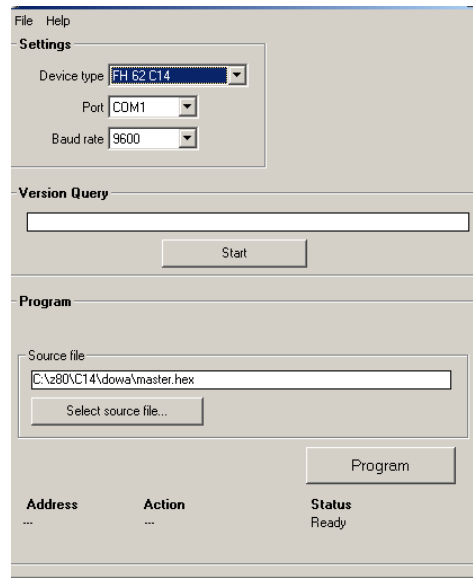 File Help
Settings
Device type FH 62 C14
Port COM1
Baud rate 9600
Version Query
Start
Program
Source file
C:\z80\C14\dowa\master.hex
Select source file...
Program
Address Action Status
--- --- Ready